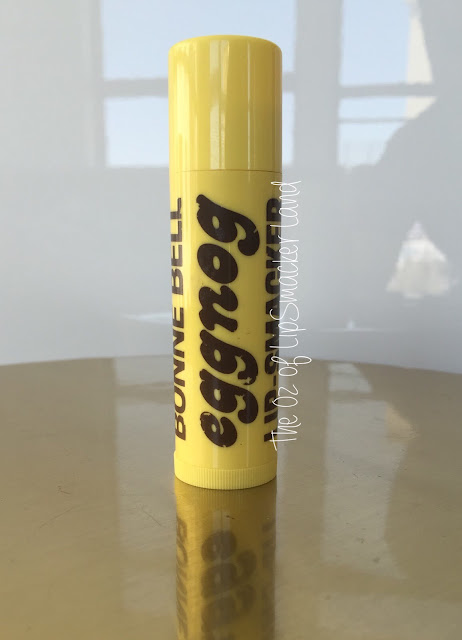 BONNE BELL
eggnog
LIP-SMACKER
The Oz of LipSmacker Land